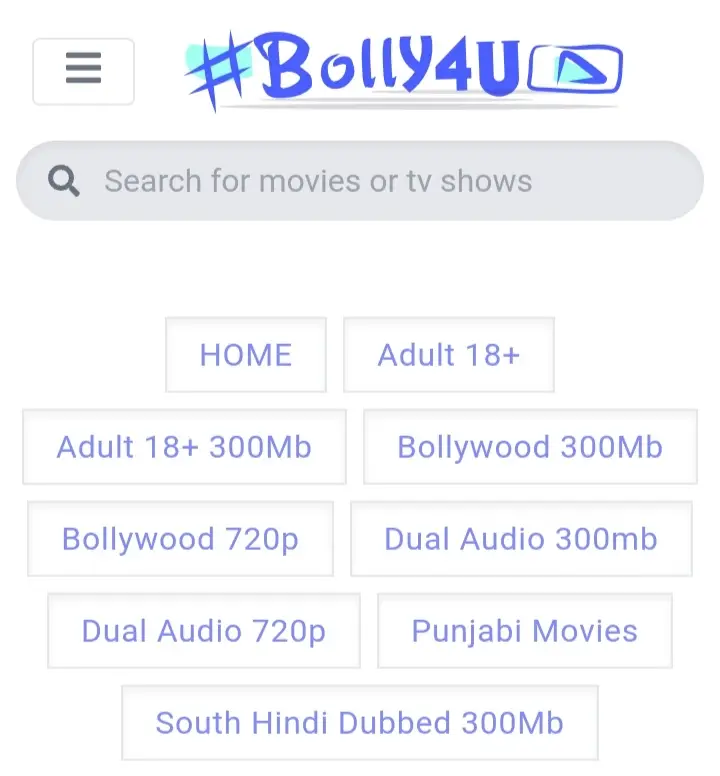 #Bolly4U
Search for movies or tv shows
HOME
Adult 18+
Adult 18+ 300Mb
Bollywood 300Mb
Bollywood 720p
Dual Audio 300mb
Dual Audio 720p
Punjabi Movies
South Hindi Dubbed 300Mb